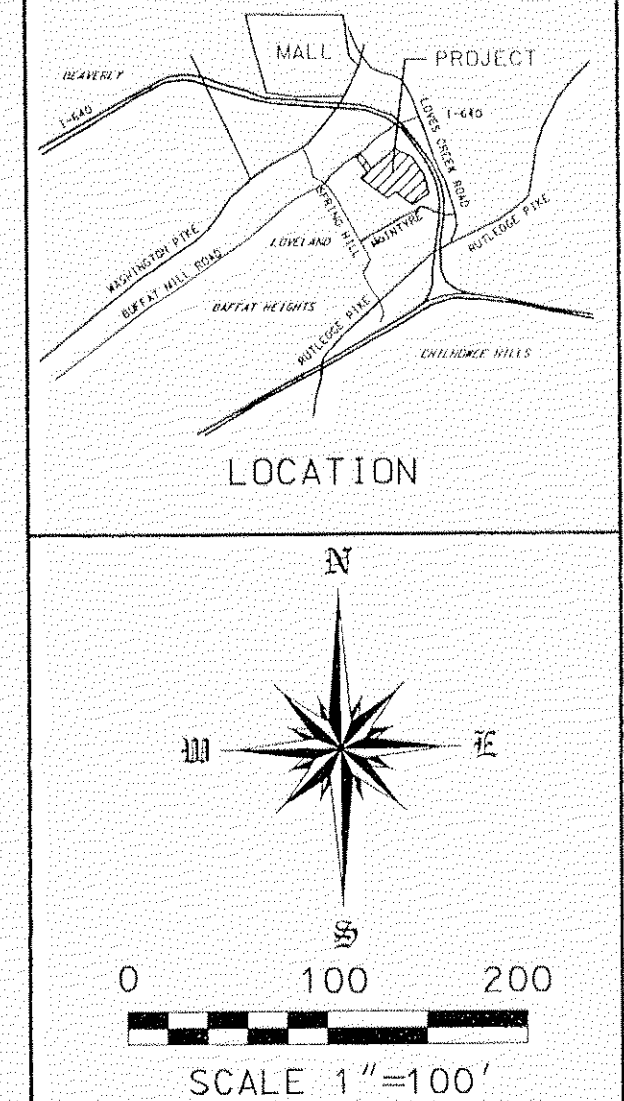 MALL
PROJECT
BEAVERLY
I-640
I-640
LOVES CREEK ROAD
SPRING HILL
McINTYRE
LOVELAND
WASHINGTON PIKE
BUFFAT MILL ROAD
RUTLEDGE PIKE
BAFFAT HEIGHTS
RUTLEDGE PIKE
CHILHOWEE HILLS
LOCATION
N
W E
S
0 100 200
SCALE 1"=100'